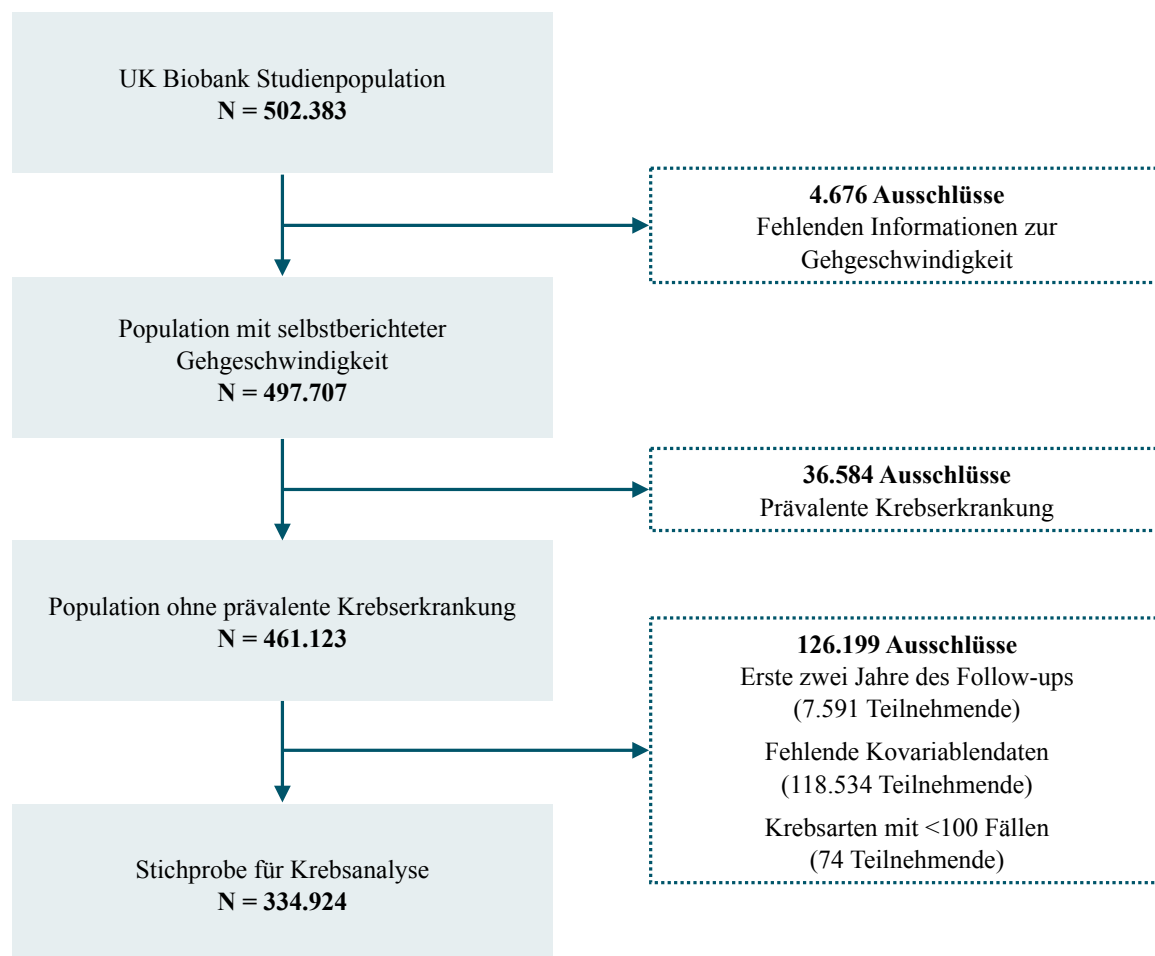 UK Biobank Studienpopulation
N = 502.383
4.676 Ausschlüsse
Fehlenden Informationen zur
Gehgeschwindigkeit
Population mit selbstberichteter
Gehgeschwindigkeit
N = 497.707
36.584 Ausschlüsse
Prävalente Krebserkrankung
Population ohne prävalente Krebserkrankung
N = 461.123
126.199 Ausschlüsse
Erste zwei Jahre des Follow-ups
(7.591 Teilnehmende)
Fehlende Kovariablendaten
(118.534 Teilnehmende)
Krebsarten mit <100 Fällen
(74 Teilnehmende)
Stichprobe für Krebsanalyse
N = 334.924